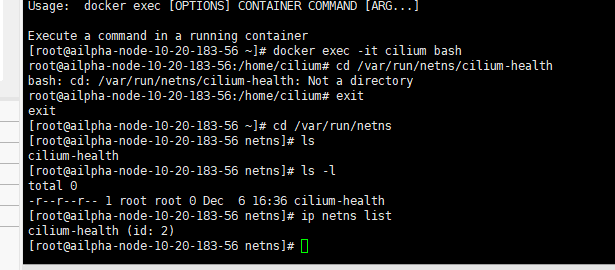 Usage:  docker exec [OPTIONS] CONTAINER COMMAND [ARG...]
Execute a command in a running container
[root@ailpha-node-10-20-183-56 ~]# docker exec -it cilium bash
root@ailpha-node-10-20-183-56:/home/cilium# cd /var/run/netns/cilium-health
bash: cd: /var/run/netns/cilium-health: Not a directory
root@ailpha-node-10-20-183-56:/home/cilium# exit
exit
[root@ailpha-node-10-20-183-56 ~]# cd /var/run/netns
[root@ailpha-node-10-20-183-56 netns]# ls
cilium-health
[root@ailpha-node-10-20-183-56 netns]# ls -l
total 0
-r--r--r-- 1 root root 0 Dec  6 16:36 cilium-health
[root@ailpha-node-10-20-183-56 netns]# ip netns list
cilium-health (id: 2)
[root@ailpha-node-10-20-183-56 netns]#